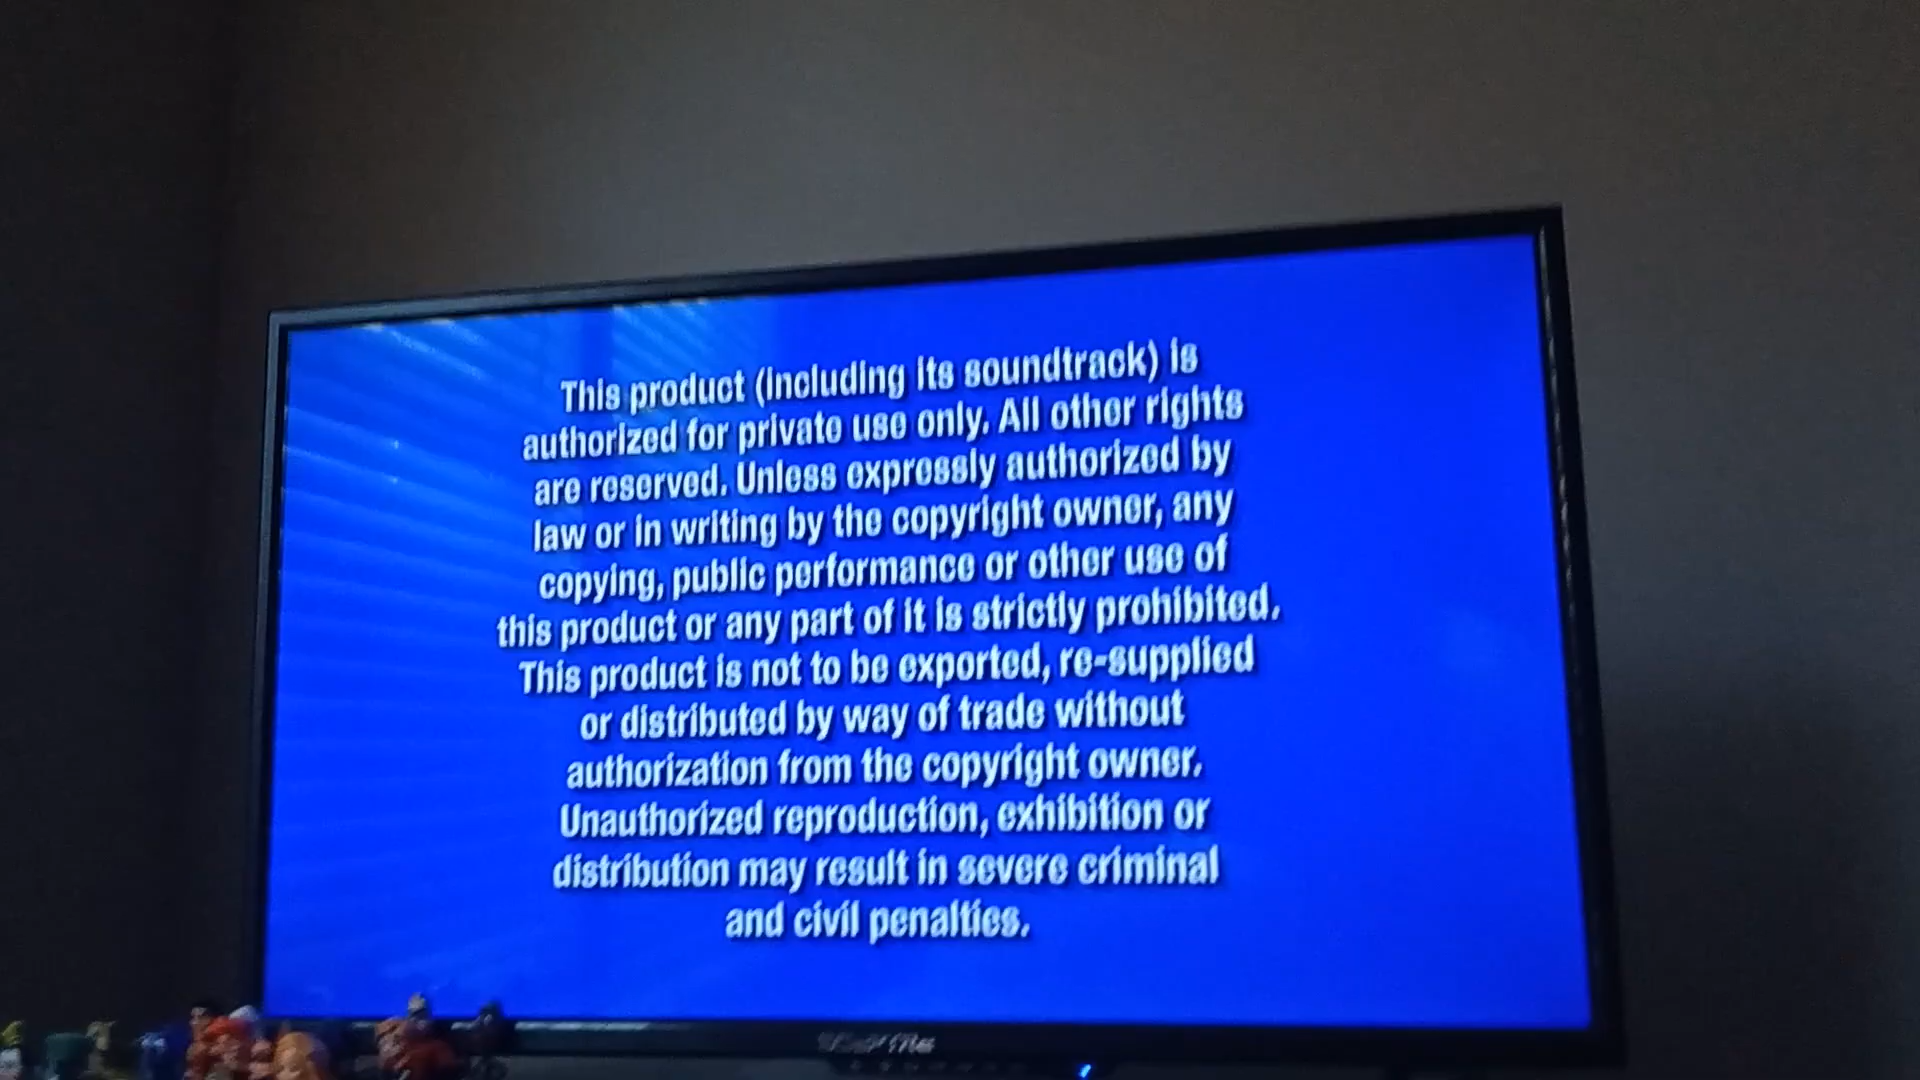 This product (including its soundtrack) is
authorized for private use only. All other rights
are reserved. Unless expressly authorized by
law or in writing by the copyright owner, any
copying, public performance or other use of
this product or any part of it is strictly prohibited.
This product is not to be exported, re-supplied
or distributed by way of trade without
authorization from the copyright owner.
Unauthorized reproduction, exhibition or
distribution may result in severe criminal
and civil penalties.